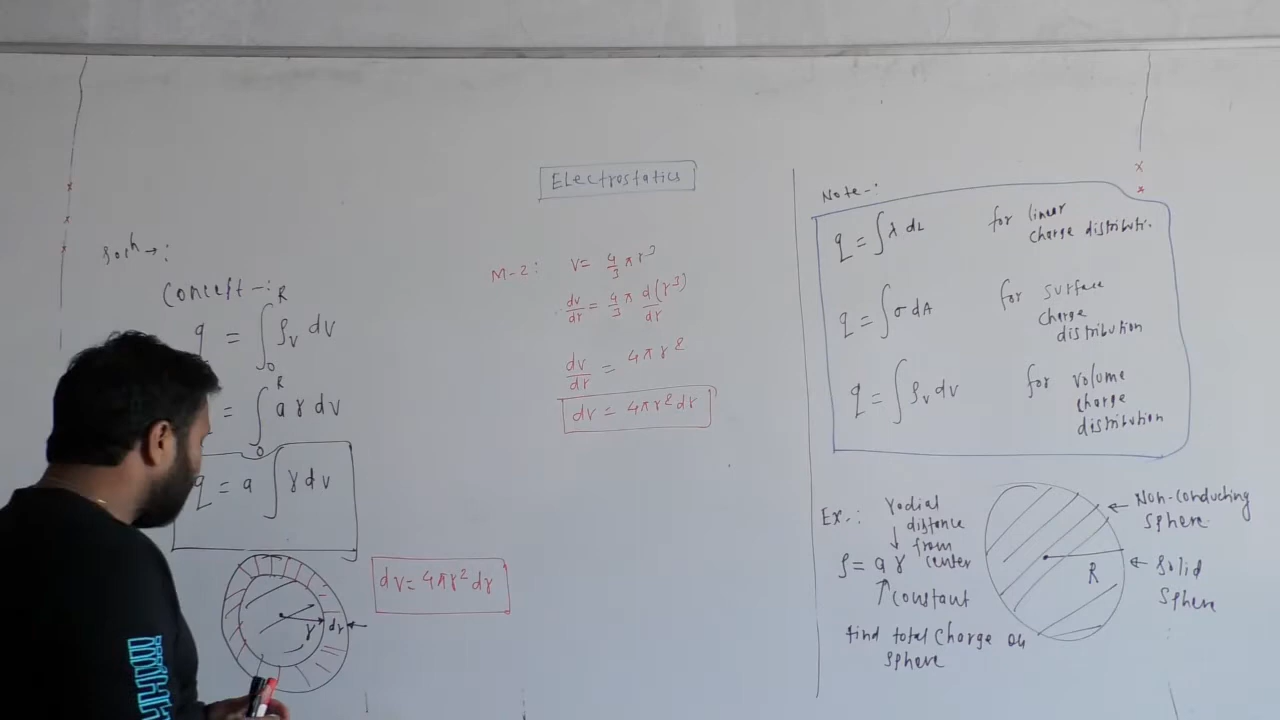 Electrostatics
Soln →:
Concept -:
q = ∫₀ᴿ ρᵥ dv
= ∫₀ᴿ a r dv
q = a ∫ r dv
r
dr
dv = 4πr² dr
M-2: V = 4/3 π r³
dv/dr = 4/3 π d(r³)/dr
dv/dr = 4πr²
dv = 4πr² dr
Note -:
q = ∫ λ dL for linear
charge distributi.
q = ∫ σ dA for surface
charge
distribution
q = ∫ ρᵥ dv for volume
charge
distribution
Ex.: radial
distance
from
ρ = a r center
constant
find total charge on
sphere
R
Non-conducting
sphere.
solid
sphere